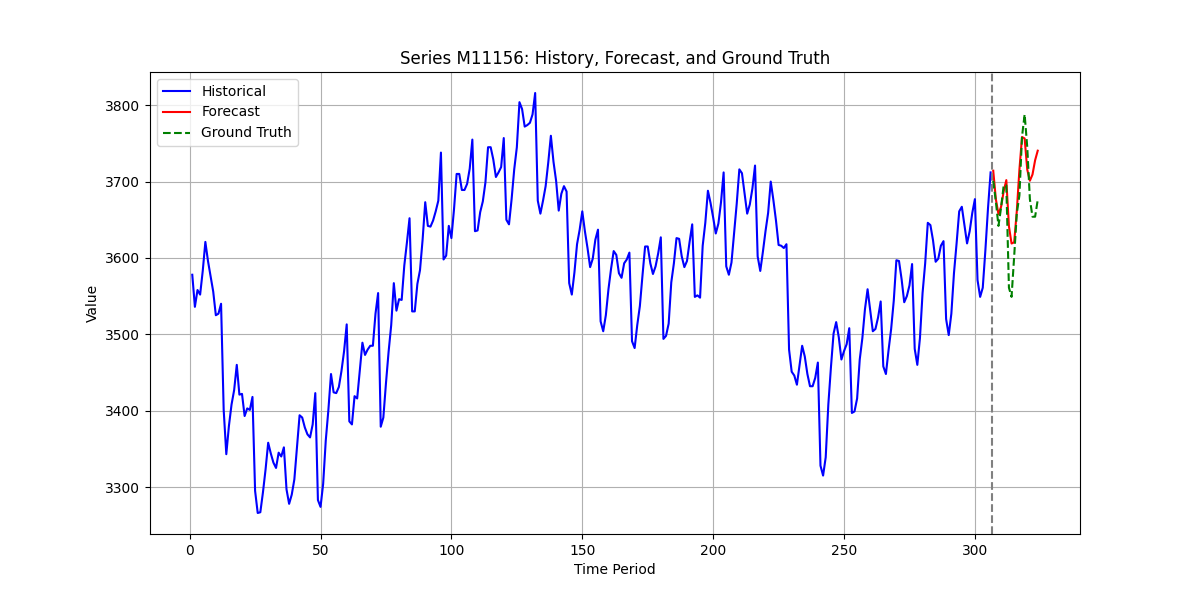 Series M11156: History, Forecast, and Ground Truth
Historical
Forecast
Ground Truth
Value
3800
3700
3600
3500
3400
3300
0 50 100 150 200 250 300
Time Period